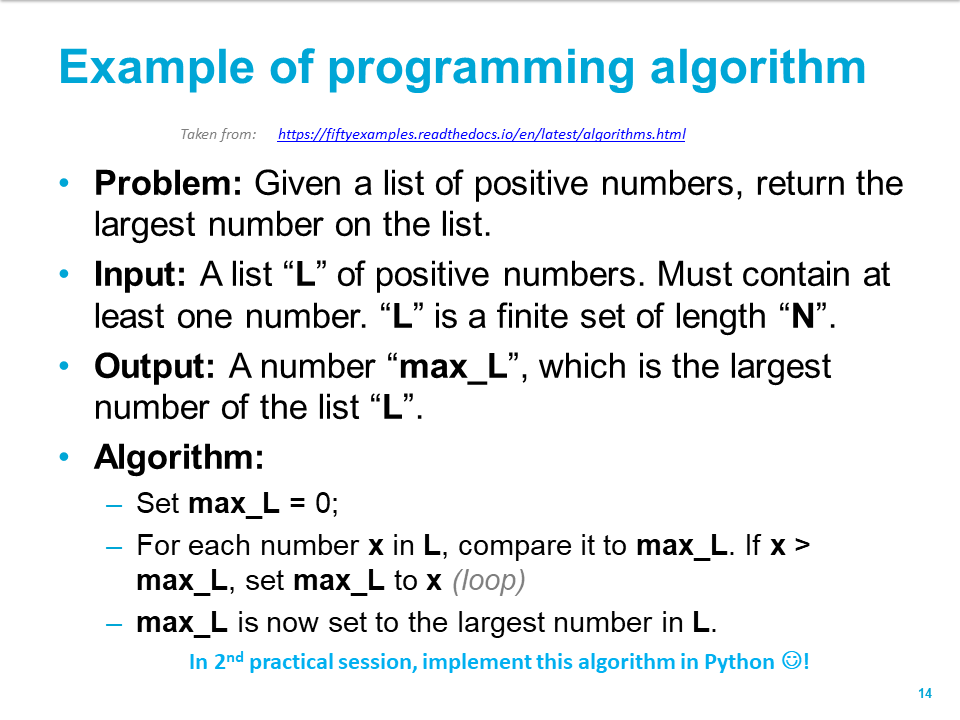 Example of programming algorithm
Taken from: https://fiftyexamples.readthedocs.io/en/latest/algorithms.html
• Problem: Given a list of positive numbers, return the
largest number on the list.
• Input: A list “L” of positive numbers. Must contain at
least one number. “L” is a finite set of length “N”.
• Output: A number “max_L”, which is the largest
number of the list “L”.
• Algorithm:
– Set max_L = 0;
– For each number x in L, compare it to max_L. If x >
max_L, set max_L to x (loop)
– max_L is now set to the largest number in L.
In 2nd practical session, implement this algorithm in Python ☺!
14